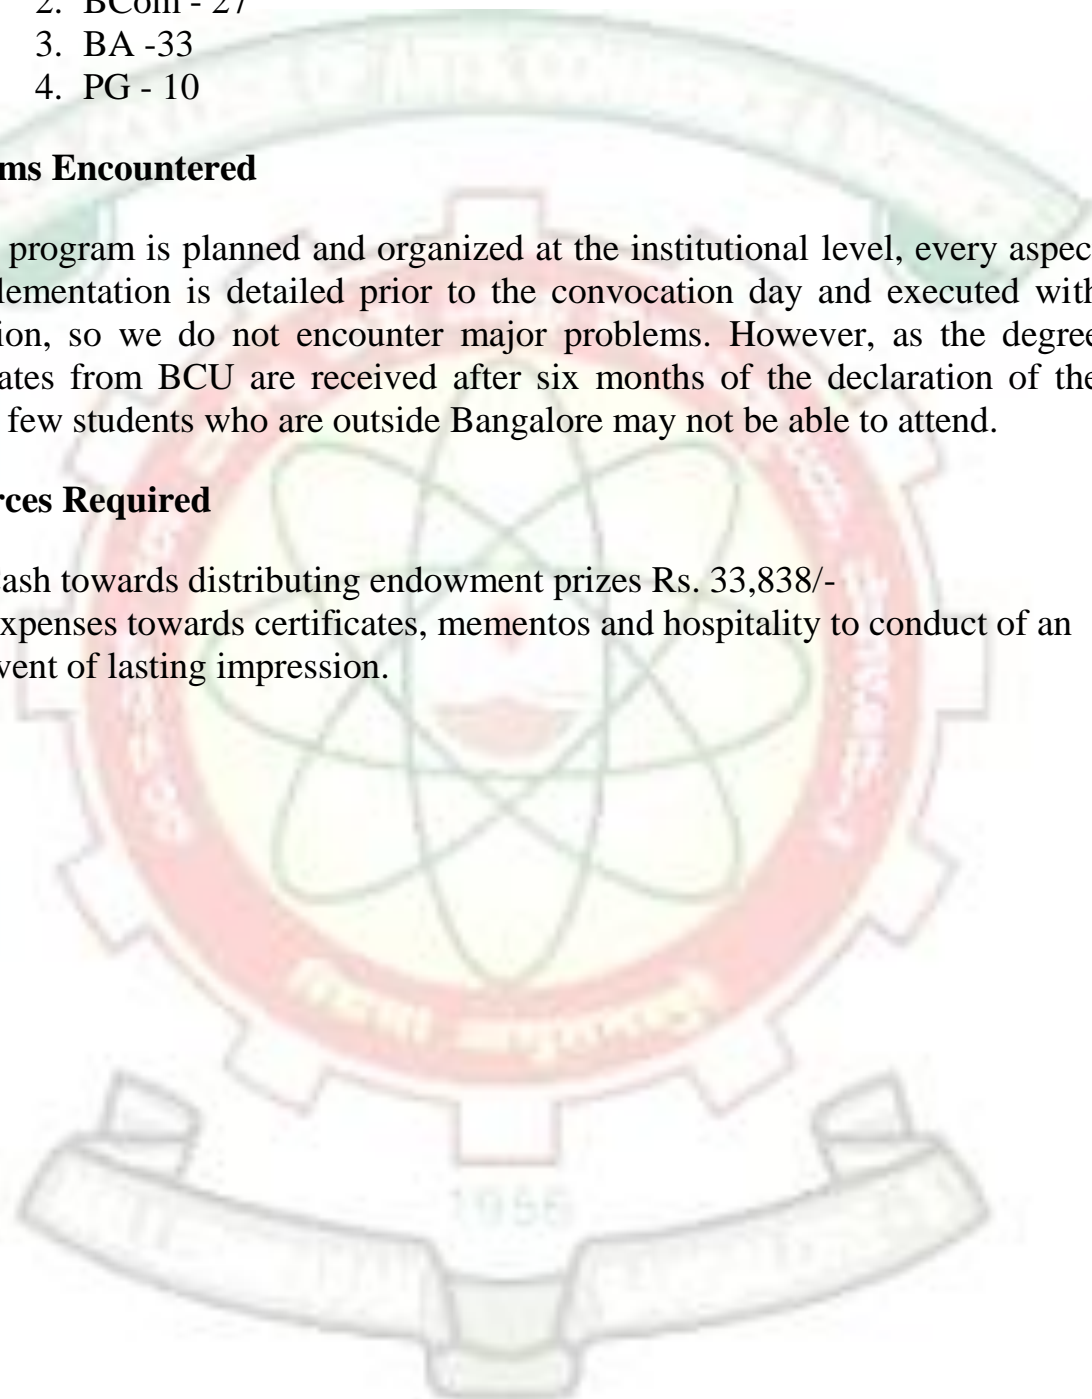 2. BCom - 27
3. BA -33
4. PG - 10
ms Encountered
program is planned and organized at the institutional level, every aspec
lementation is detailed prior to the convocation day and executed with
ion, so we do not encounter major problems. However, as the degree
ates from BCU are received after six months of the declaration of the
few students who are outside Bangalore may not be able to attend.
rces Required
ash towards distributing endowment prizes Rs. 33,838/-
xpenses towards certificates, mementos and hospitality to conduct of an
vent of lasting impression.